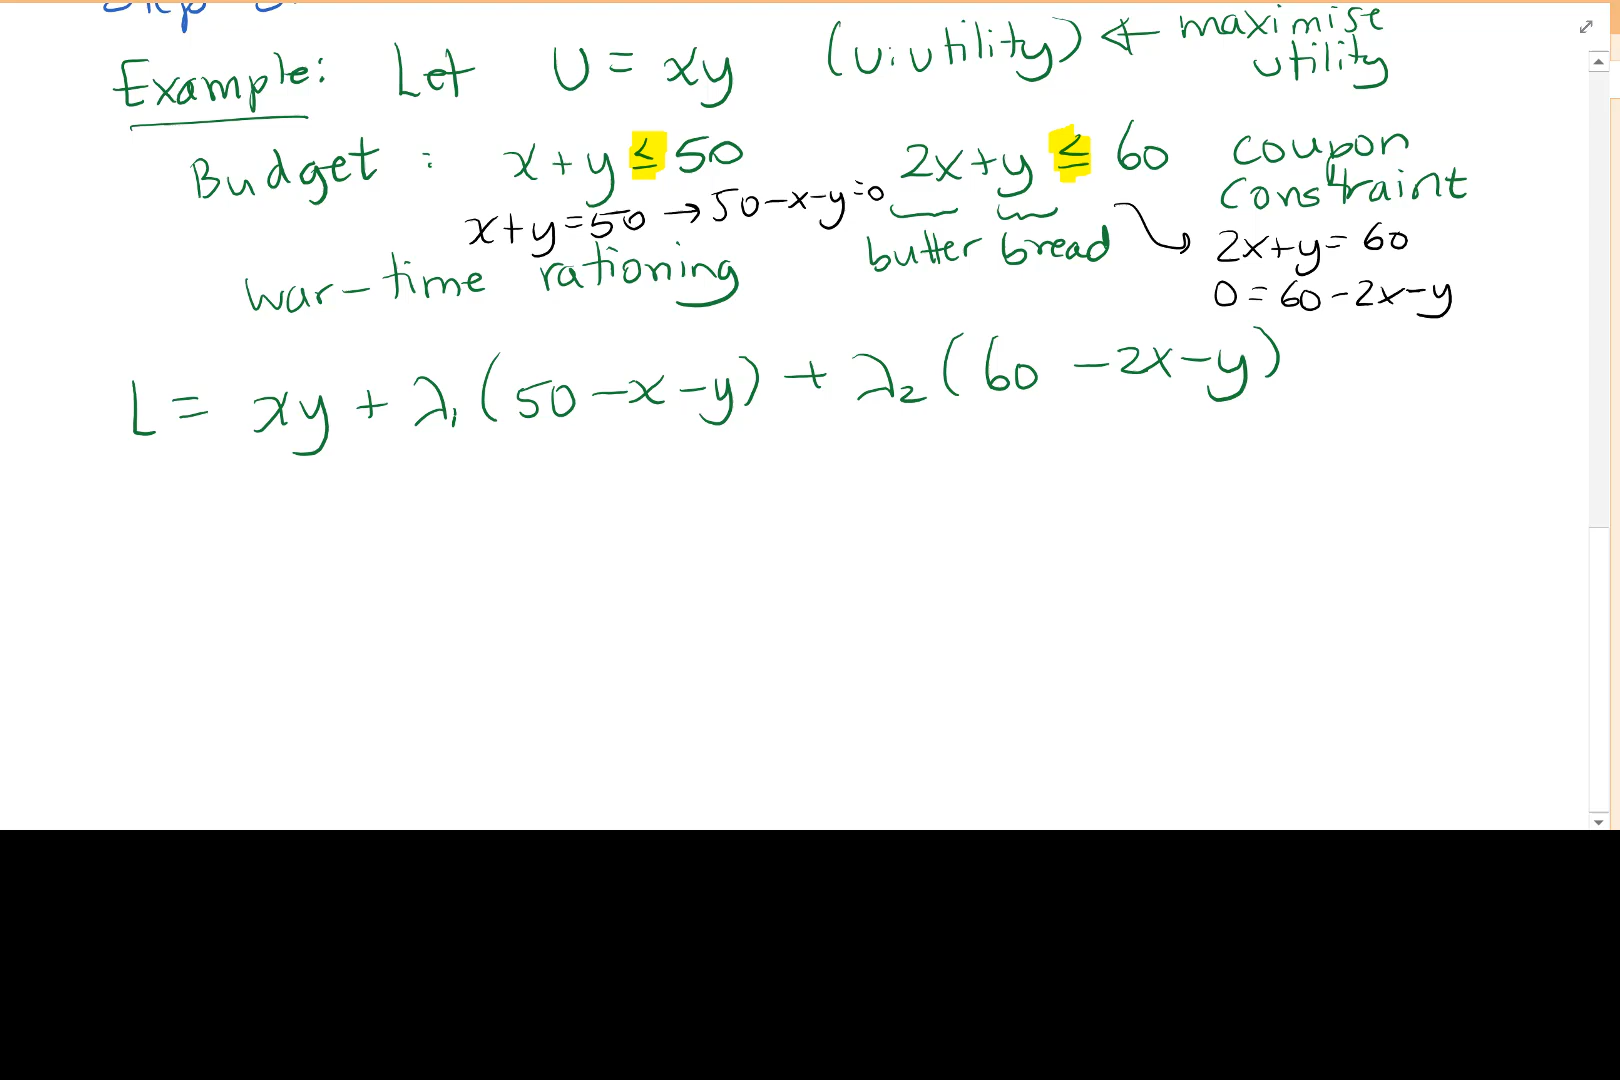 Step
Example: Let U = xy (U: utility) ← maximise utility
Budget : x + y ≤ 50 2x + y ≤ 60 coupon constraint
x + y = 50 → 50 - x - y = 0
butter bread
2x + y = 60
war-time rationing
0 = 60 - 2x - y
L = xy + λ₁(50 - x - y) + λ₂(60 - 2x - y)